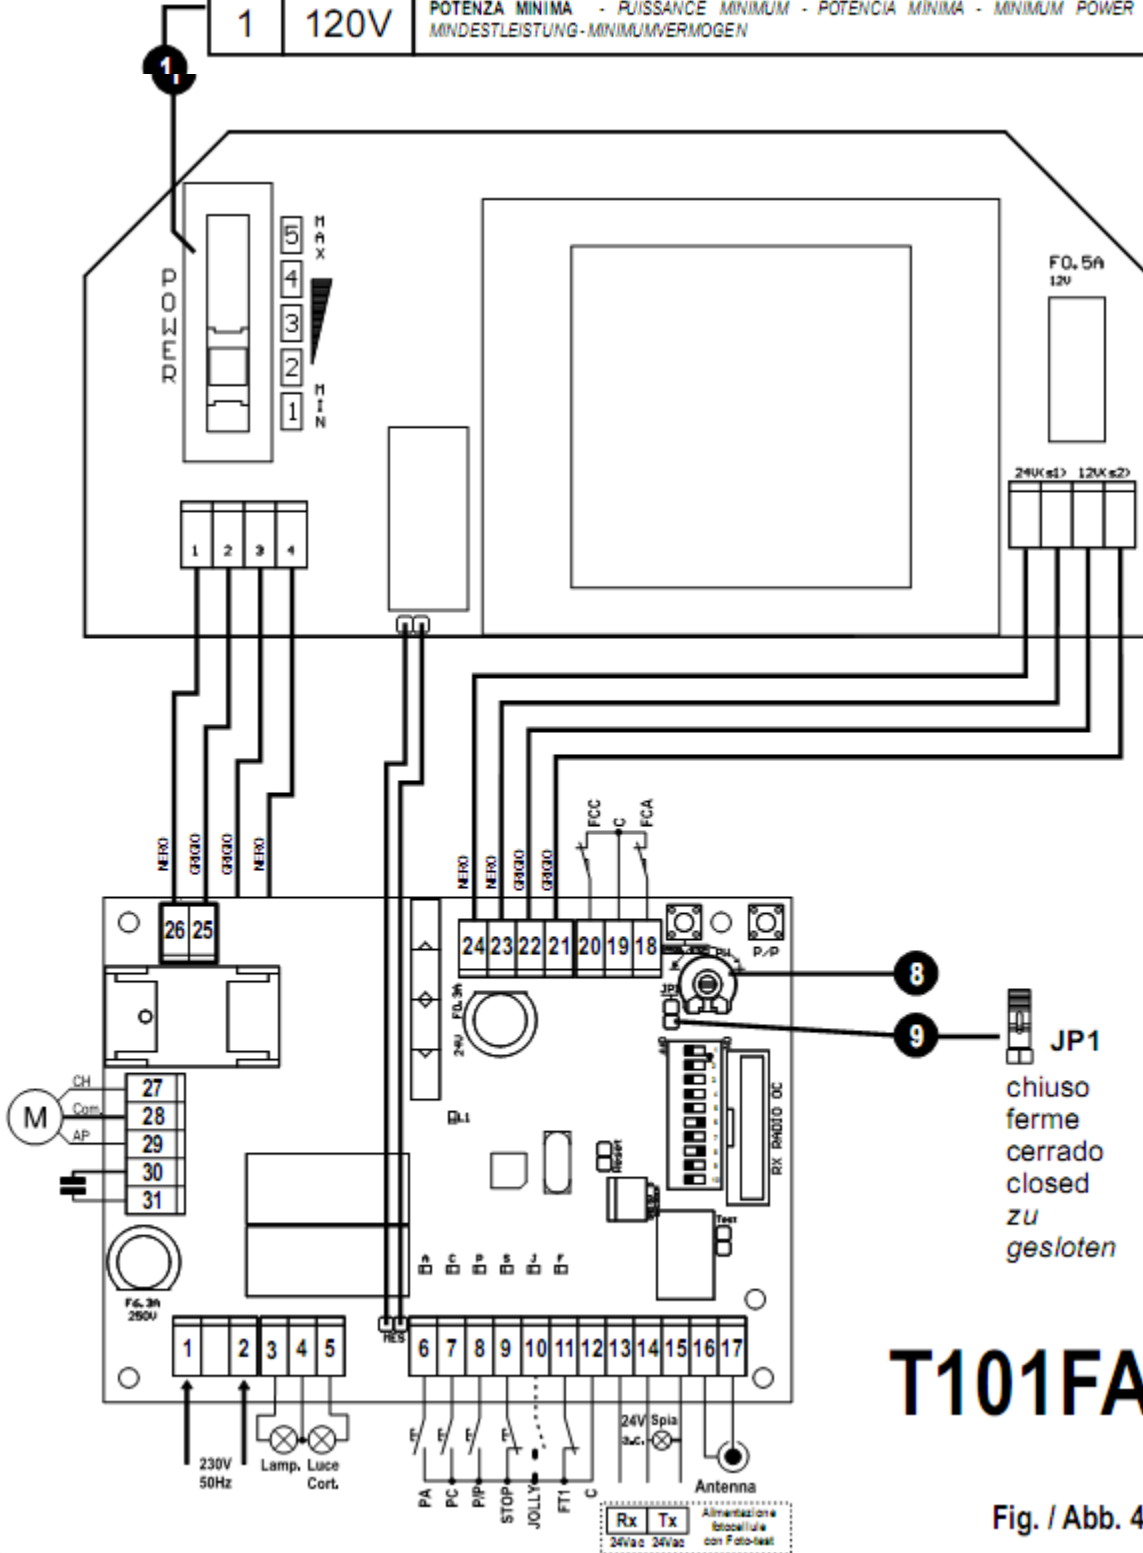 1 120V POTENZA MINIMA - PUISSANCE MINIMUM - POTENCIA MÍNIMA - MINIMUM POWER
MINDESTLEISTUNG - MINIMUMVERMOGEN
1
POWER
5 MAX
4
3
2
1 MIN
F0.5A
12V
24V(s1) 12V(s2)
1 2 3 4
NERO GRIGIO GRIGIO NERO
NERO NERO GRIGIO GRIGIO
FCC C FCA
26 25
24 23 22 21 20 19 18
P/P
8
JP1
9
JP1
chiuso
ferme
cerrado
closed
zu
gesloten
24V F0.3A
M
CH 27
Com. 28
AP 29
30
31
L1
Reset
RX RADIO OC
Test
A C P S J F
F6.3A
250V
MES
1 2 3 4 5 6 7 8 9 10 11 12 13 14 15 16 17
230V
50Hz
Lamp. Luce
Cort.
PA PC P/P STOP JOLLY FT1 C
24V Spia
a.c.
Antenna
Rx Tx
24Vac 24Vac
Alimentazione
fotocellule
con Foto-test
T101FA
Fig. / Abb. 4